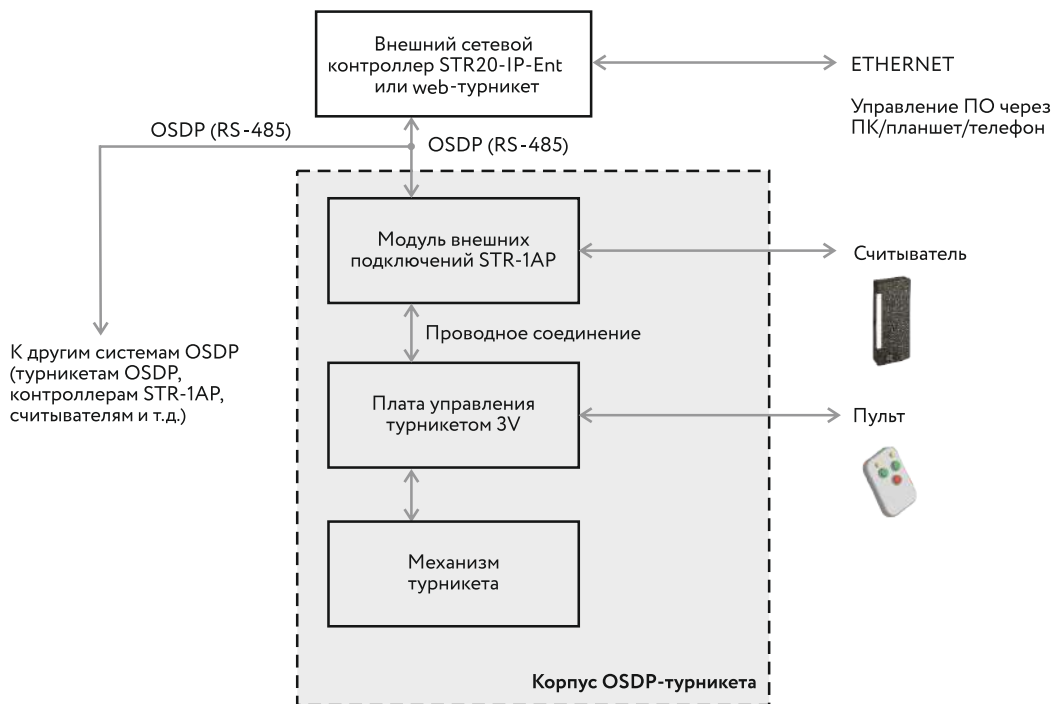 Внешний сетевой
контроллер STR20-IP-Ent
или web-турникет
ETHERNET
Управление ПО через
ПК/планшет/телефон
OSDP (RS-485)
OSDP (RS-485)
Модуль внешних
подключений STR-1AP
Считыватель
Проводное соединение
К другим системам OSDP
(турникетам OSDP,
контроллерам STR-1AP,
считывателям и т.д.)
Плата управления
турникетом 3V
Пульт
Механизм
турникета
Корпус OSDP-турникета